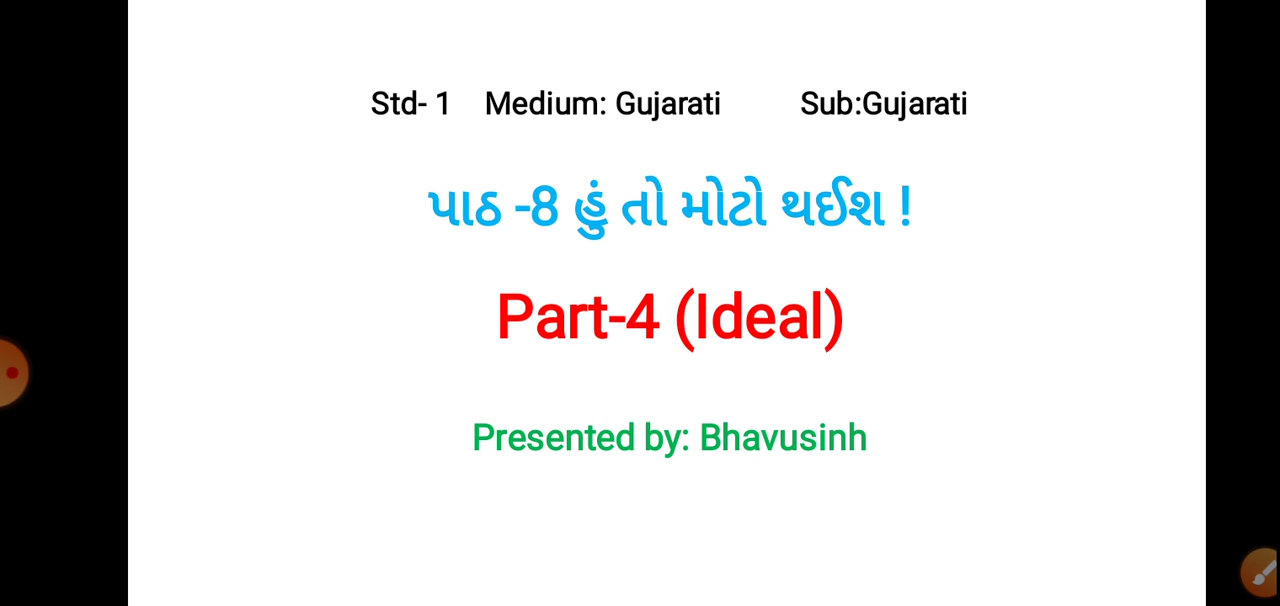 Std- 1 Medium: Gujarati Sub:Gujarati
પાઠ -8 હું તો મોટો થઈશ !
Part-4 (Ideal)
Presented by: Bhavusinh